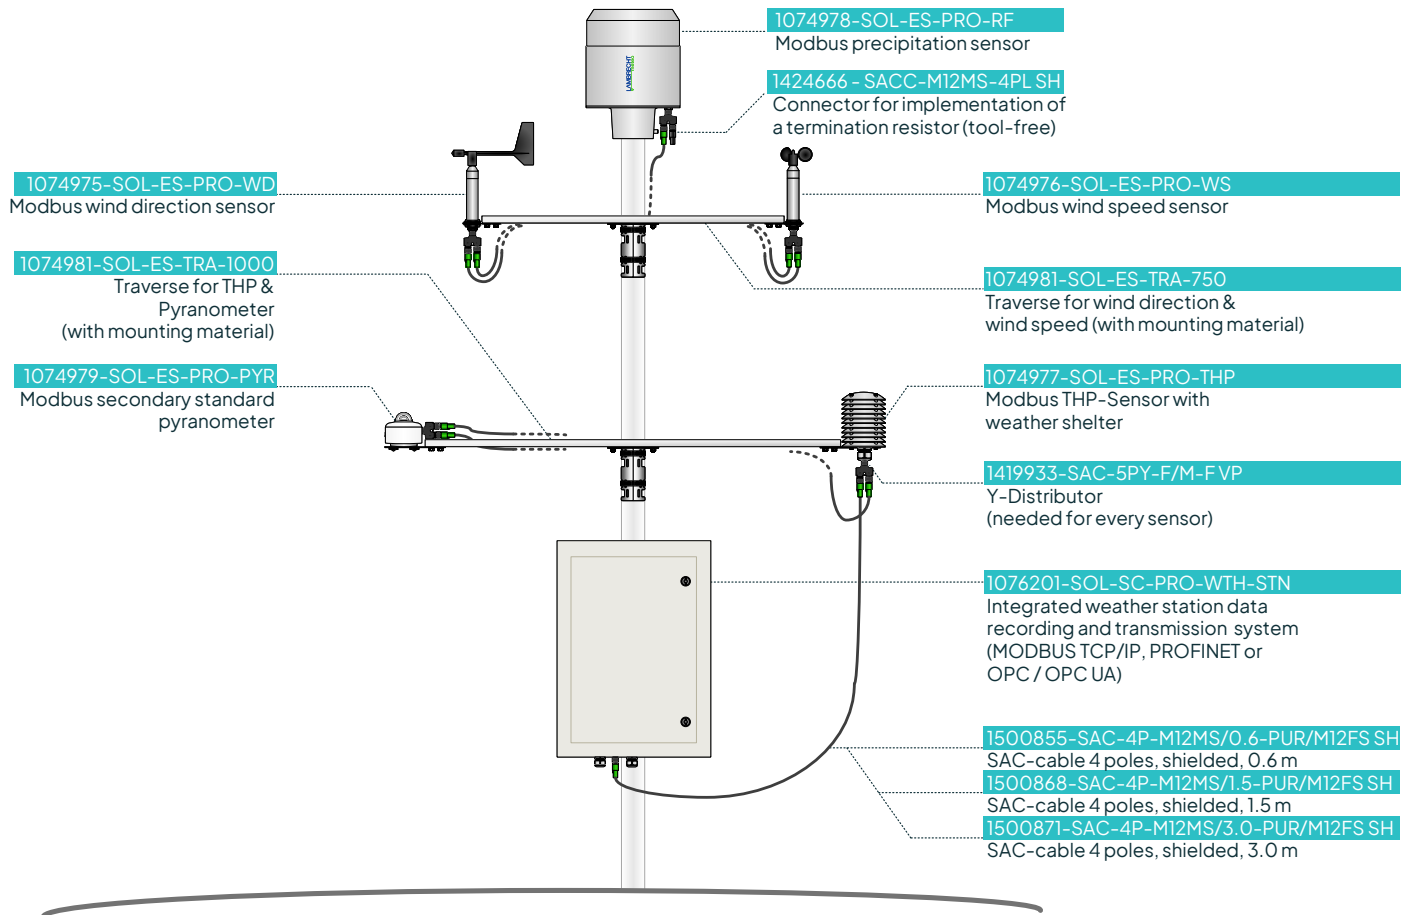 1074978-SOL-ES-PRO-RF
Modbus precipitation sensor
1424666 - SACC-M12MS-4PL SH
Connector for implementation of
a termination resistor (tool-free)
LAMBRECHT
1074975-SOL-ES-PRO-WD
Modbus wind direction sensor
1074976-SOL-ES-PRO-WS
Modbus wind speed sensor
1074981-SOL-ES-TRA-1000
Traverse for THP &
Pyranometer
(with mounting material)
1074981-SOL-ES-TRA-750
Traverse for wind direction &
wind speed (with mounting material)
1074979-SOL-ES-PRO-PYR
Modbus secondary standard
pyranometer
1074977-SOL-ES-PRO-THP
Modbus THP-Sensor with
weather shelter
1419933-SAC-5PY-F/M-F VP
Y-Distributor
(needed for every sensor)
1076201-SOL-SC-PRO-WTH-STN
Integrated weather station data
recording and transmission system
(MODBUS TCP/IP, PROFINET or
OPC / OPC UA)
1500855-SAC-4P-M12MS/0.6-PUR/M12FS SH
SAC-cable 4 poles, shielded, 0.6 m
1500868-SAC-4P-M12MS/1.5-PUR/M12FS SH
SAC-cable 4 poles, shielded, 1.5 m
1500871-SAC-4P-M12MS/3.0-PUR/M12FS SH
SAC-cable 4 poles, shielded, 3.0 m